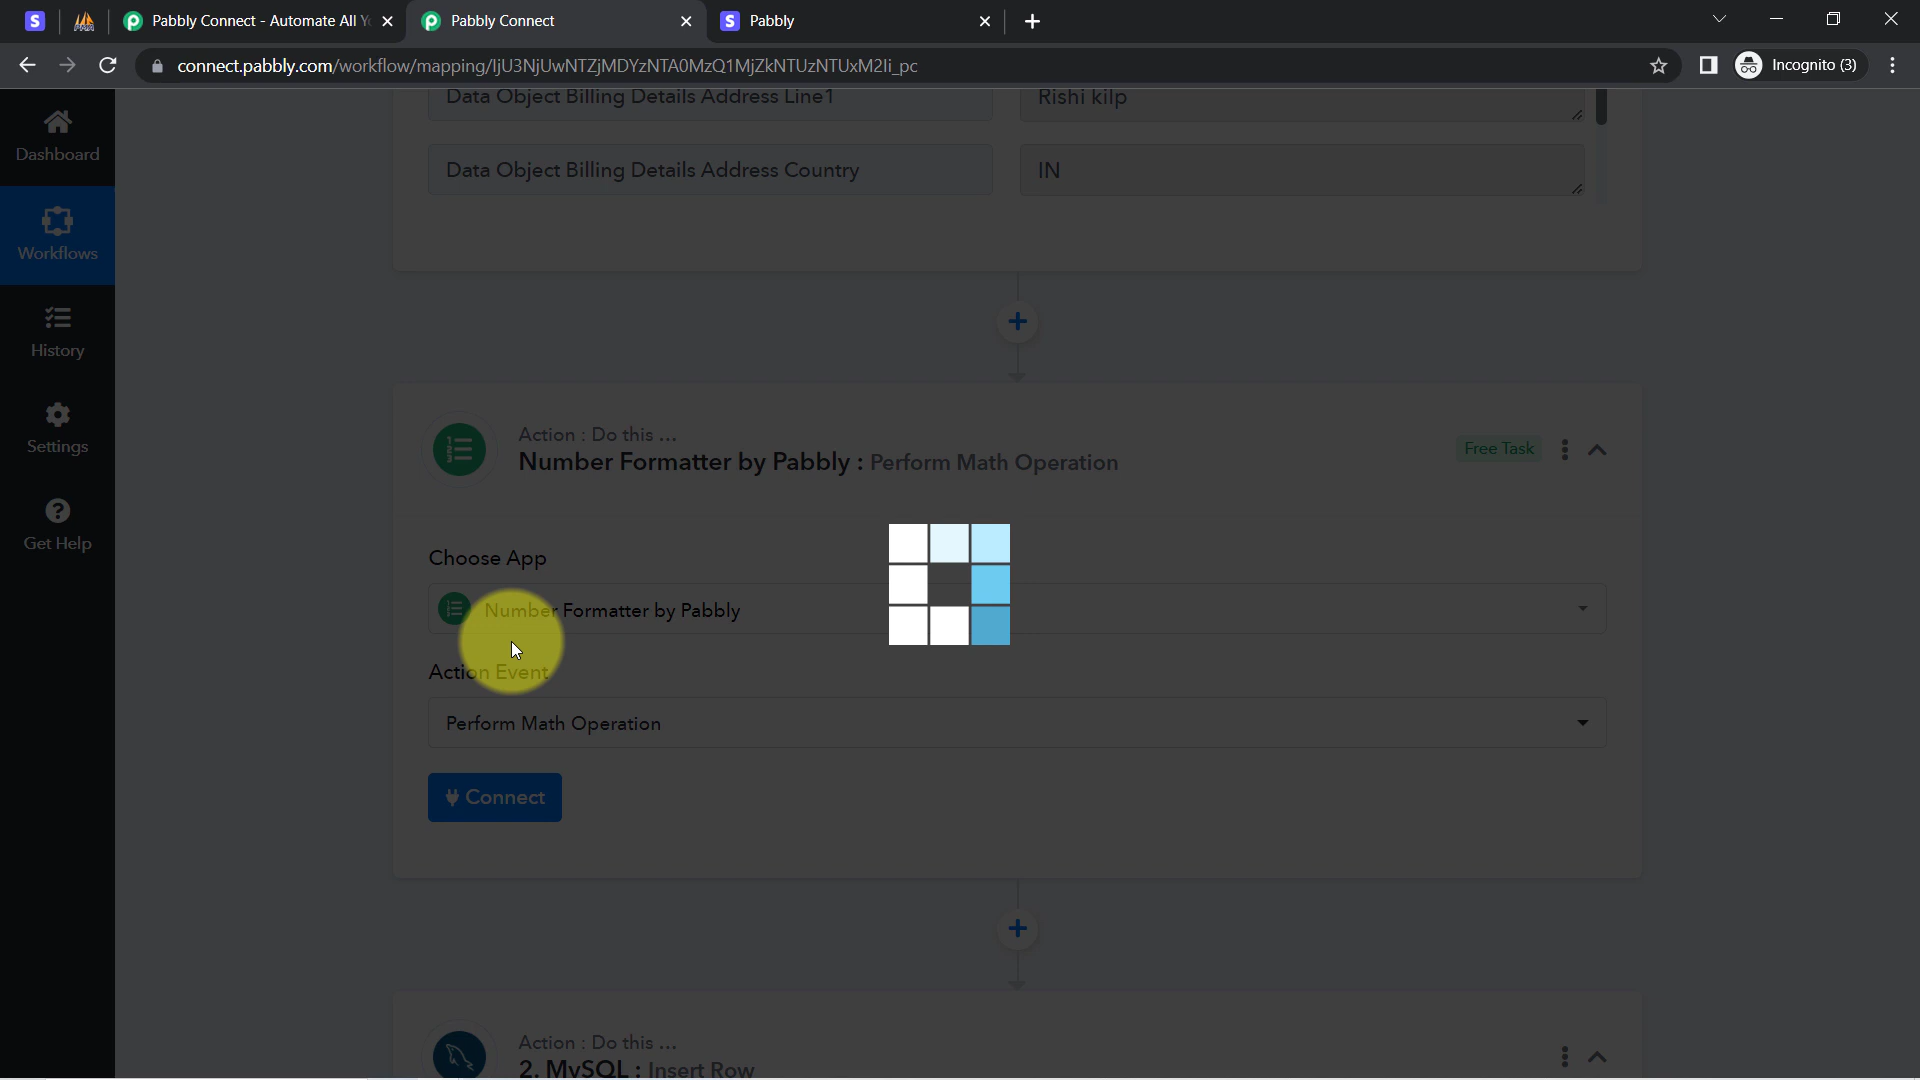 Pabbly Connect - Automate All Y
Pabbly Connect
Pabbly
connect.pabbly.com/workflow/mapping/IjU3NjUwNTZjMDYzNTA0MzQ1MjZkNTUzNTUxM2Ii_pc
Incognito (3)
Data Object Billing Details Address Line1
Rishi kilp
Dashboard
Data Object Billing Details Address Country
IN
Workflows
History
Settings
Get Help
Action : Do this ...
Number Formatter by Pabbly : Perform Math Operation
Free Task
Choose App
Number Formatter by Pabbly
Action Event
Perform Math Operation
Connect
Action : Do this ...
2. MySQL : Insert Row